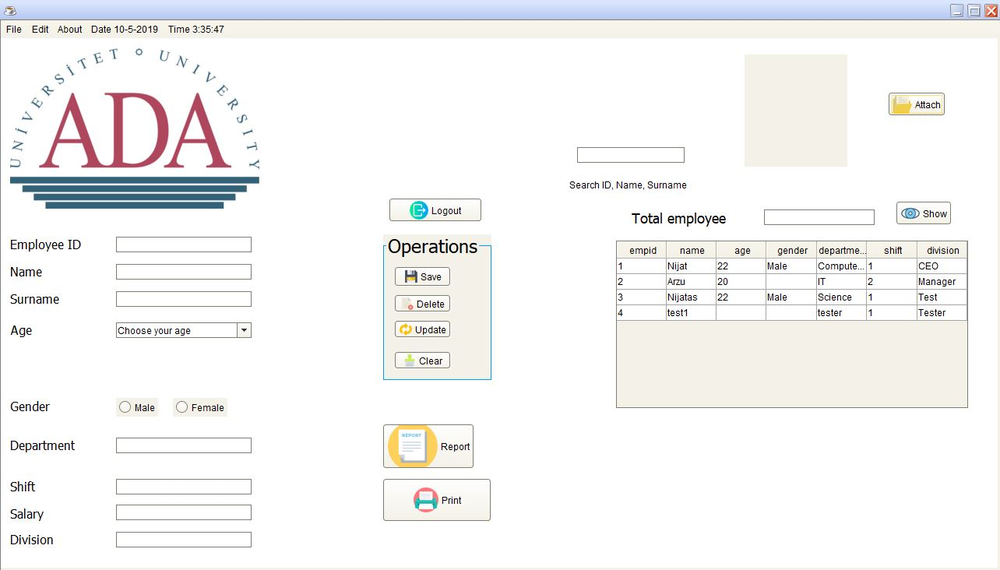 File Edit About Date 10-5-2019 Time 3:35:47
UNİVERSİTET UNIVERSITY
ADA
Attach
Search ID, Name, Surname
Logout
Total employee
Show
Employee ID
Name
Surname
Age Choose your age
Gender Male Female
Department
Shift
Salary
Division
Operations
Save
Delete
Update
Clear
REPORT
Report
Print
empid name age gender departme... shift division
1 Nijat 22 Male Compute... 1 CEO
2 Arzu 20 IT 2 Manager
3 Nijatas 22 Male Science 1 Test
4 test1 tester 1 Tester